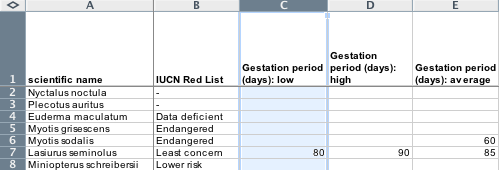 A B C D E
1 scientific name IUCN Red List Gestation period (days): low Gestation period (days): high Gestation period (days): average
2 Nyctalus noctula -
3 Plecotus auritus -
4 Euderma maculatum Data deficient
5 Myotis grisescens Endangered
6 Myotis sodalis Endangered 60
7 Lasiurus seminolus Least concern 80 90 85
8 Miniopterus schreibersii Lower risk